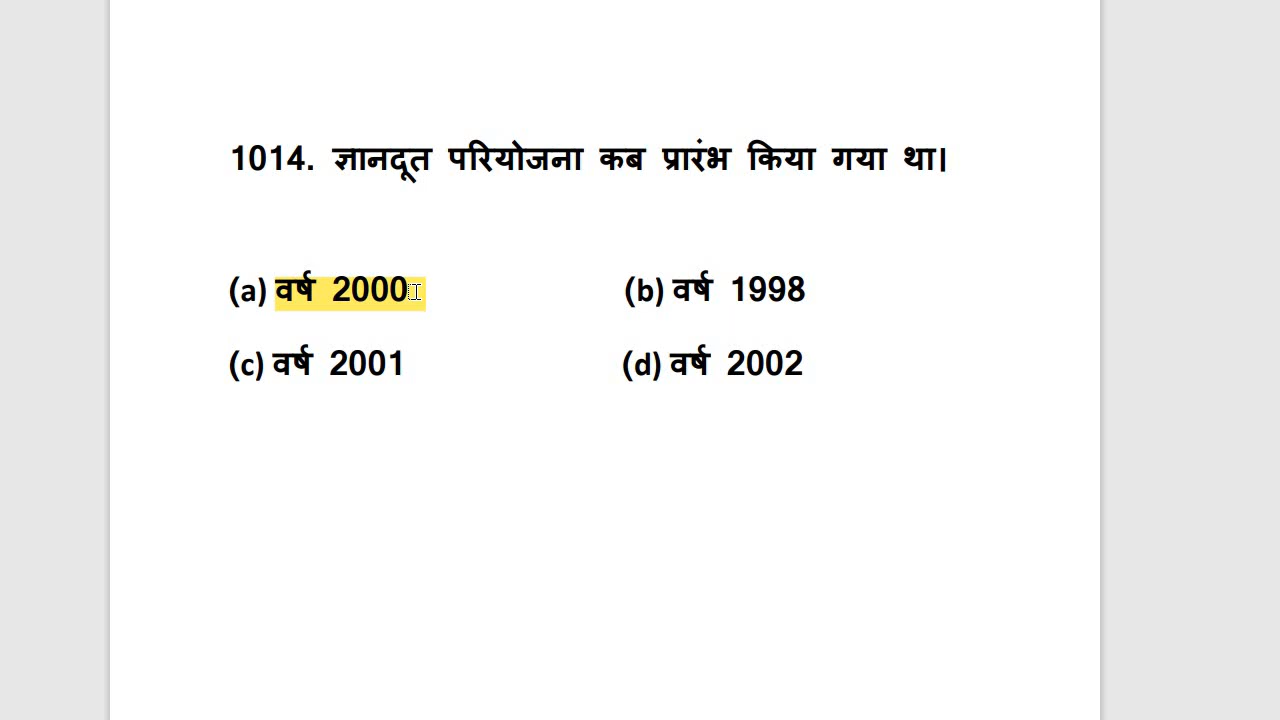 1014. ज्ञानदूत परियोजना कब प्रारंभ किया गया था।
(a) वर्ष 2000 (b) वर्ष 1998
(c) वर्ष 2001 (d) वर्ष 2002